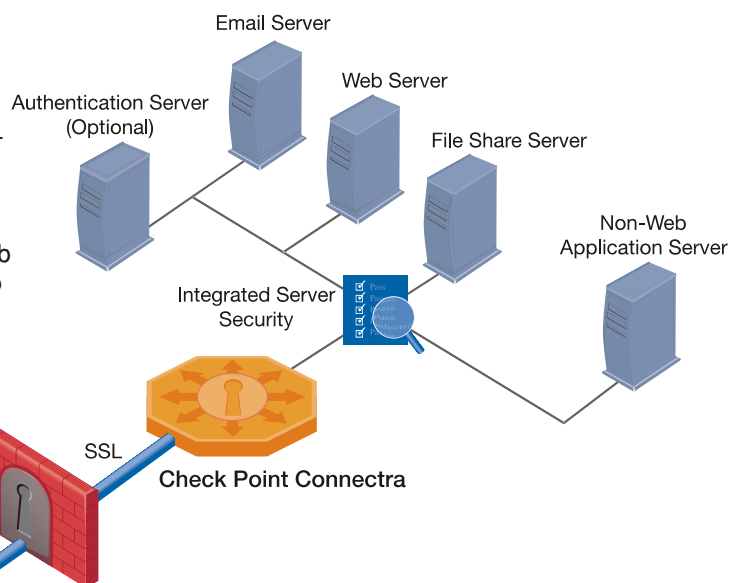 Email Server
Web Server
Authentication Server
(Optional)
File Share Server
Non-Web
Application Server
b
Integrated Server
Security
Pass
SSL
Check Point Connectra